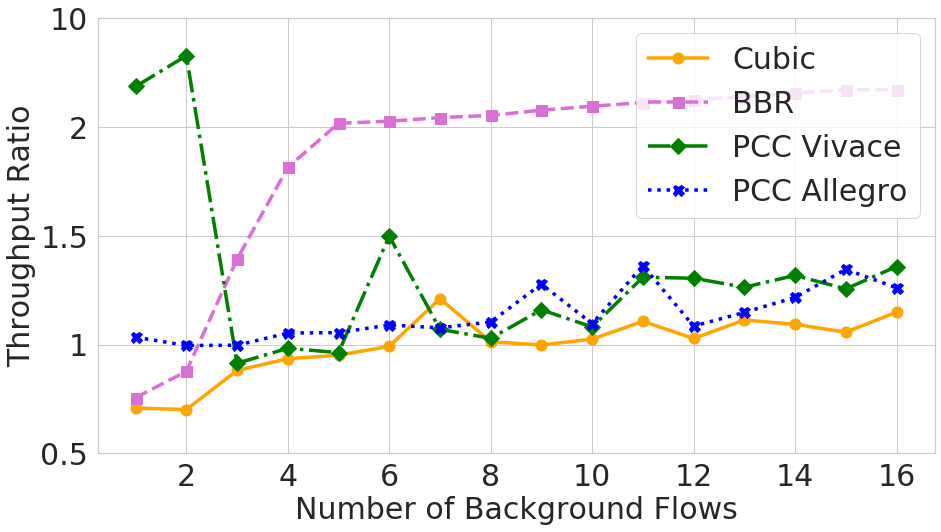 10
2
1.5
1
0.5
Throughput Ratio
Cubic
BBR
PCC Vivace
PCC Allegro
2 4 6 8 10 12 14 16
Number of Background Flows